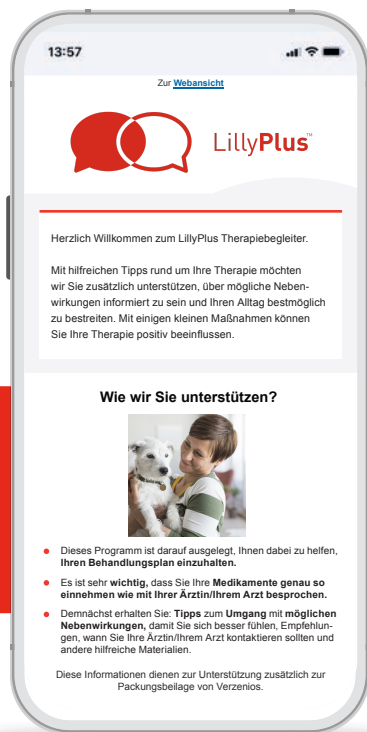 13:57
Zur Webansicht
LillyPlus™
Herzlich Willkommen zum LillyPlus Therapiebegleiter.
Mit hilfreichen Tipps rund um Ihre Therapie möchten
wir Sie zusätzlich unterstützen, über mögliche Neben-
wirkungen informiert zu sein und Ihren Alltag bestmöglich
zu bestreiten. Mit einigen kleinen Maßnahmen können
Sie Ihre Therapie positiv beeinflussen.
Wie wir Sie unterstützen?
• Dieses Programm ist darauf ausgelegt, Ihnen dabei zu helfen,
Ihren Behandlungsplan einzuhalten.
• Es ist sehr wichtig, dass Sie Ihre Medikamente genau so
einnehmen wie mit Ihrer Ärztin/Ihrem Arzt besprochen.
• Demnächst erhalten Sie: Tipps zum Umgang mit möglichen
Nebenwirkungen, damit Sie sich besser fühlen, Empfehlun-
gen, wann Sie Ihre Ärztin/Ihrem Arzt kontaktieren sollten und
andere hilfreiche Materialien.
Diese Informationen dienen zur Unterstützung zusätzlich zur
Packungsbeilage von Verzenios.